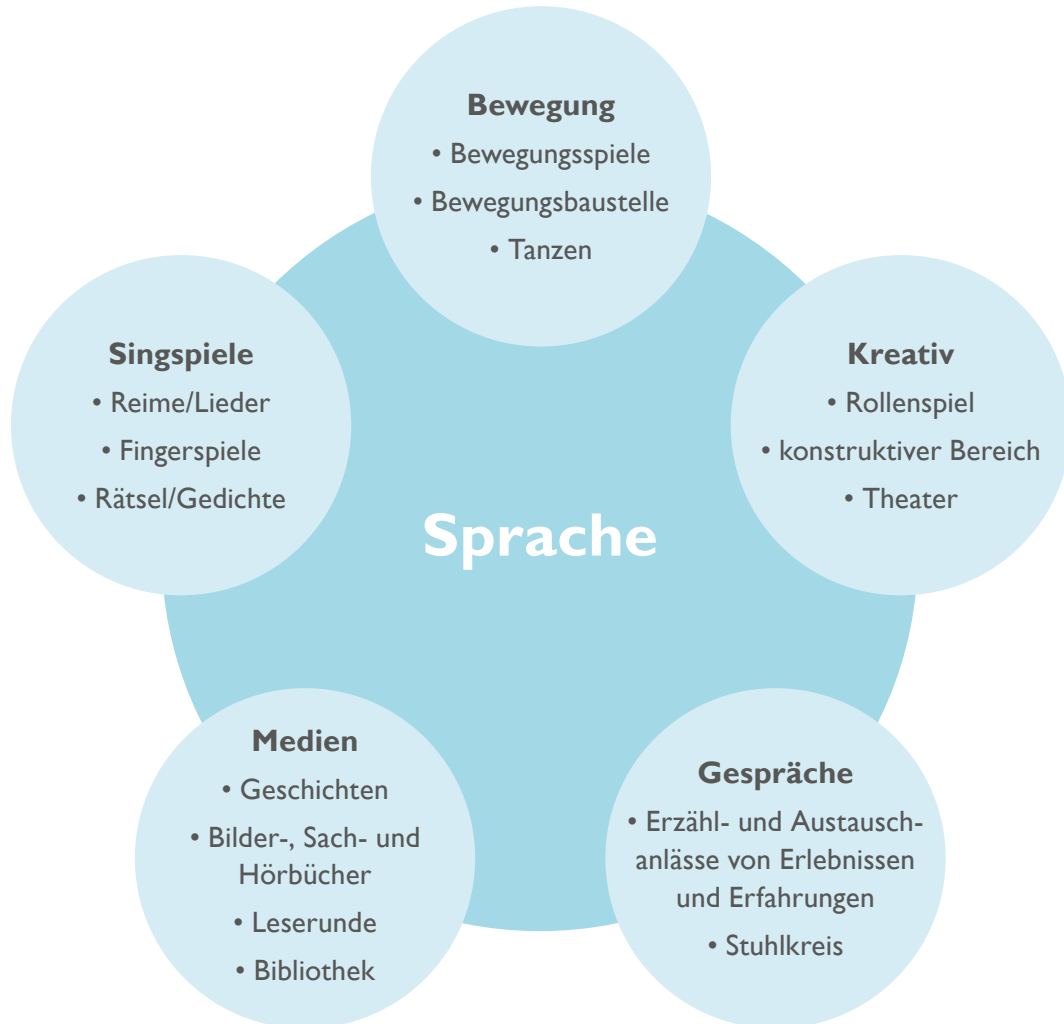 Bewegung
• Bewegungsspiele
• Bewegungsbaustelle
• Tanzen
Singspiele
• Reime/Lieder
• Fingerspiele
• Rätsel/Gedichte
Kreativ
• Rollenspiel
• konstruktiver Bereich
• Theater
Sprache
Medien
• Geschichten
• Bilder-, Sach- und
Hörbücher
• Leserunde
• Bibliothek
Gespräche
• Erzähl- und Austausch-
anlässe von Erlebnissen
und Erfahrungen
• Stuhlkreis